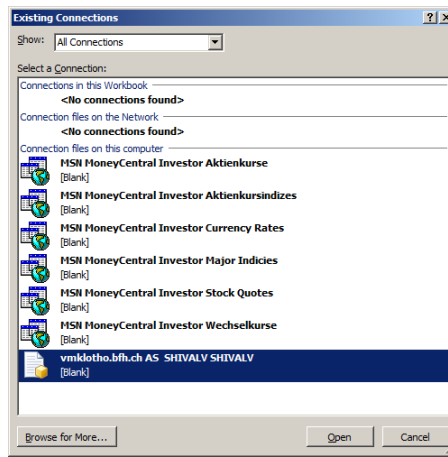 Existing Connections
Show: All Connections
Select a Connection:
Connections in this Workbook
<No connections found>
Connection files on the Network
<No connections found>
Connection files on this computer
MSN MoneyCentral Investor Aktienkurse
[Blank]
MSN MoneyCentral Investor Aktienkursindizes
[Blank]
MSN MoneyCentral Investor Currency Rates
[Blank]
MSN MoneyCentral Investor Major Indicies
[Blank]
MSN MoneyCentral Investor Stock Quotes
[Blank]
MSN MoneyCentral Investor Wechselkurse
[Blank]
vmklotho.bfh.ch AS SHIVALV SHIVALV
[Blank]
Browse for More... Open Cancel